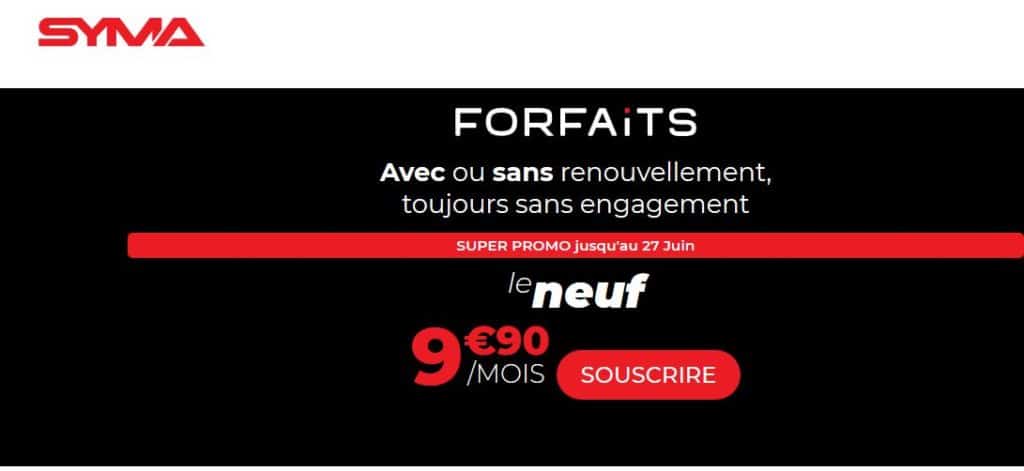 SYMA
FORFAiTS
Avec ou sans renouvellement,
toujours sans engagement
SUPER PROMO jusqu'au 27 Juin
le neuf
9€90
/MOIS
SOUSCRIRE